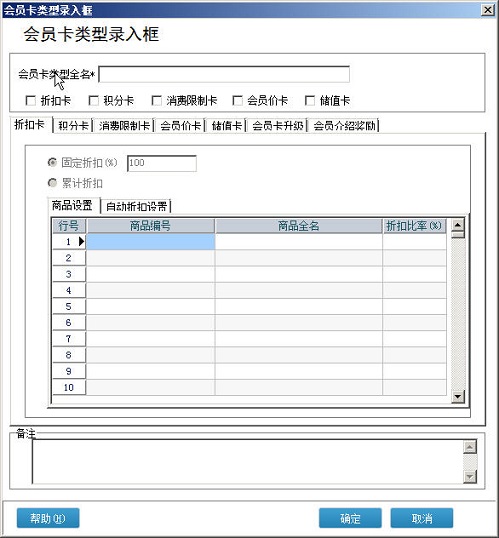 会员卡类型录入框
会员卡类型录入框
会员卡类型全名*
折扣卡 积分卡 消费限制卡 会员价卡 储值卡
折扣卡 积分卡 消费限制卡 会员价卡 储值卡 会员卡升级 会员介绍奖励
固定折扣(%) 100
累计折扣
商品设置 自动折扣设置
行号 商品编号 商品全名 折扣比率(%)
1
2
3
4
5
6
7
8
9
10
备注
帮助(H) 确定 取消